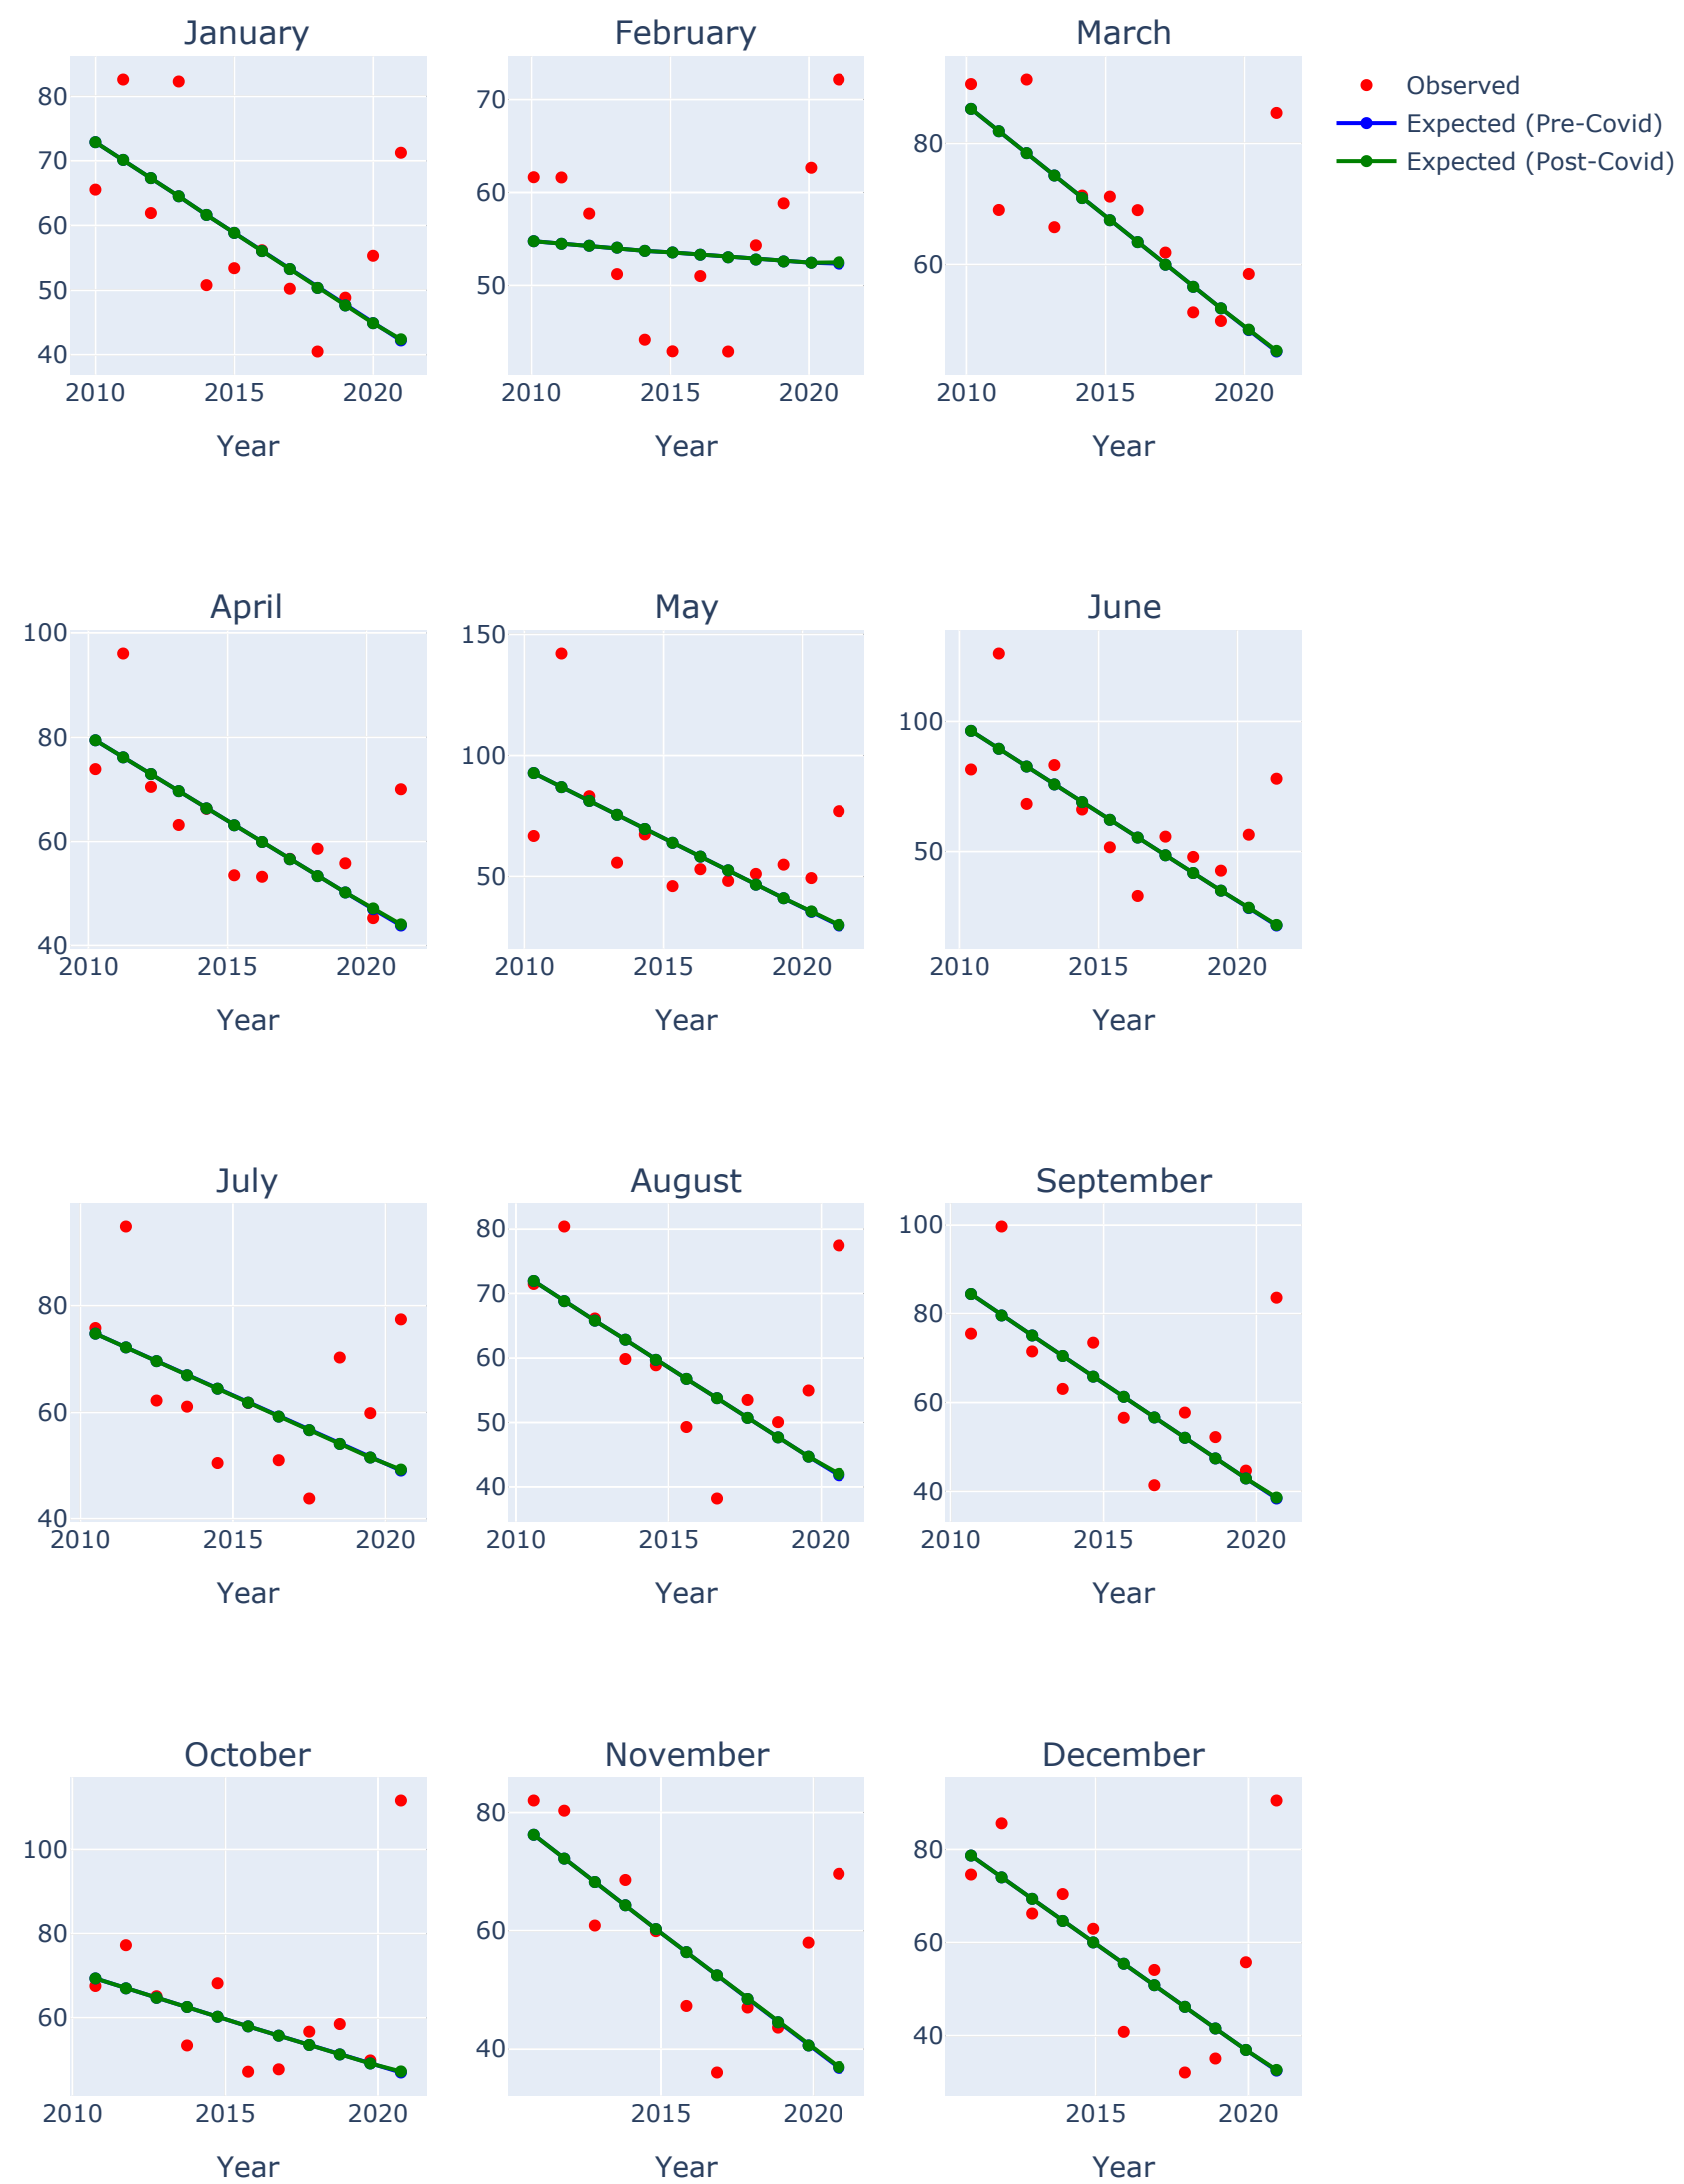 January
February
March
80
70
60
50
40
2010
2015
2020
Year
70
60
50
2010
2015
2020
Year
80
60
2010
2015
2020
Year
Observed
Expected (Pre-Covid)
Expected (Post-Covid)
April
May
June
100
80
60
40
2010
2015
2020
Year
150
100
50
2010
2015
2020
Year
100
50
2010
2015
2020
Year
July
August
September
80
60
40
2010
2015
2020
Year
80
70
60
50
40
2010
2015
2020
Year
100
80
60
40
2010
2015
2020
Year
October
November
December
100
80
60
2010
2015
2020
Year
80
60
40
2015
2020
Year
80
60
40
2015
2020
Year